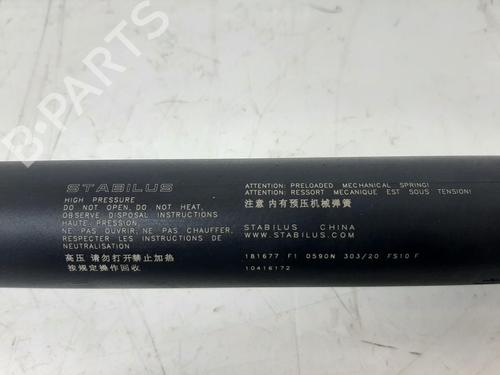 STABILUS
HIGH PRESSURE
DO NOT OPEN, DO NOT HEAT,
OBSERVE DISPOSAL INSTRUCTIONS
HAUTE. PRESSION.
NE PAS OUVRIR, NE PAS CHAUFFER,
RESPECTER LES INSTRUCTIONS DE
NEUTRALISATION
高压 请勿打开禁止加热
按规定操作回收
ATTENTION: PRELOADED MECHANICAL SPRING!
ATTENTION: RESSORT MECANIQUE EST SOUS TENSION!
注意 内有预压机械弹簧
STABILUS CHINA
WWW.STABILUS.COM
181677 F1 0590N 303/20 FS10 F
10416172
B-PARTS